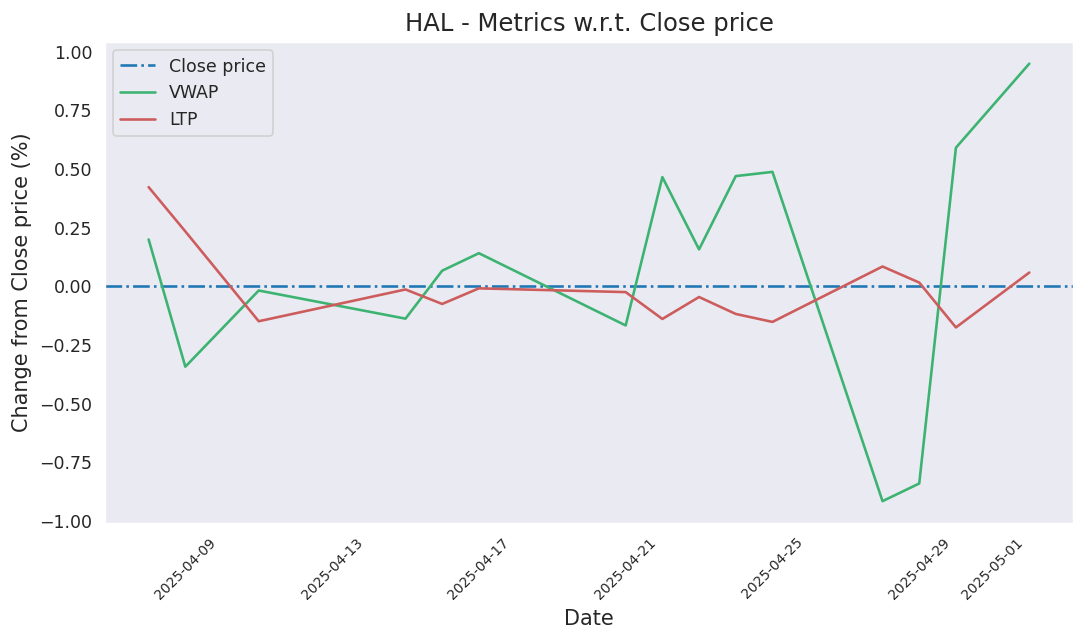 HAL - Metrics w.r.t. Close price
Close price
VWAP
LTP
Change from Close price (%)
1.00
0.75
0.50
0.25
0.00
−0.25
−0.50
−0.75
−1.00
2025-04-09
2025-04-13
2025-04-17
2025-04-21
2025-04-25
2025-04-29
2025-05-01
Date